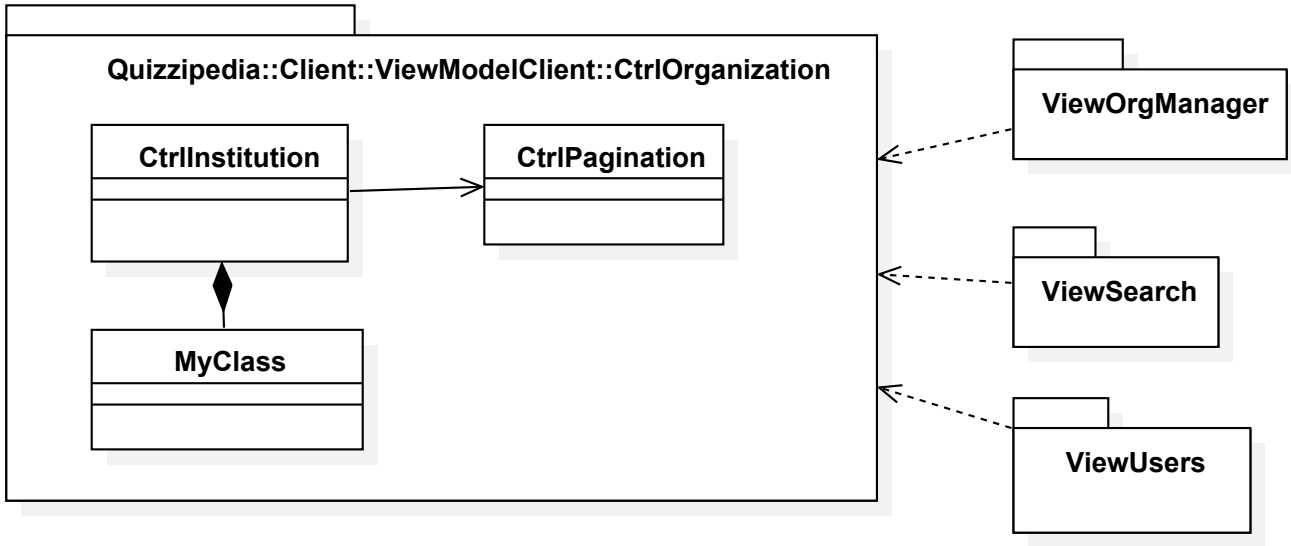 Quizzipedia::Client::ViewModelClient::CtrlOrganization
CtrlInstitution
CtrlPagination
MyClass
ViewOrgManager
ViewSearch
ViewUsers